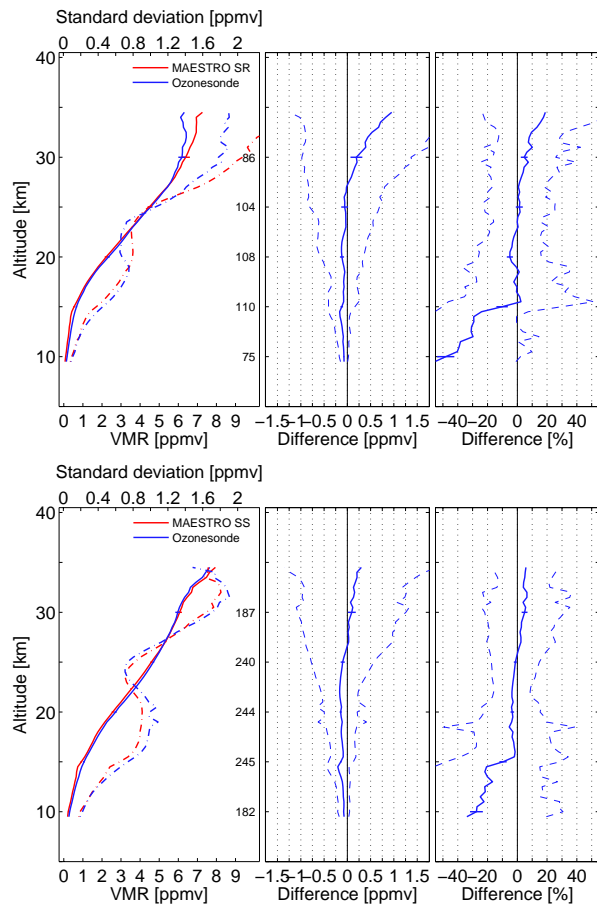 Standard deviation [ppmv]
0 0.4 0.8 1.2 1.6 2
40
MAESTRO SR
Ozonesonde
30
86
104
Altitude [km]
20
108
110
10
75
0 1 2 3 4 5 6 7 8 9
−1.5−1−0.5 0 0.5 1 1.5
−40−20 0 20 40
VMR [ppmv]
Difference [ppmv]
Difference [%]
Standard deviation [ppmv]
0 0.4 0.8 1.2 1.6 2
40
MAESTRO SS
Ozonesonde
30
187
240
Altitude [km]
20
244
245
10
182
0 1 2 3 4 5 6 7 8 9
−1.5−1−0.5 0 0.5 1 1.5
−40−20 0 20 40
VMR [ppmv]
Difference [ppmv]
Difference [%]